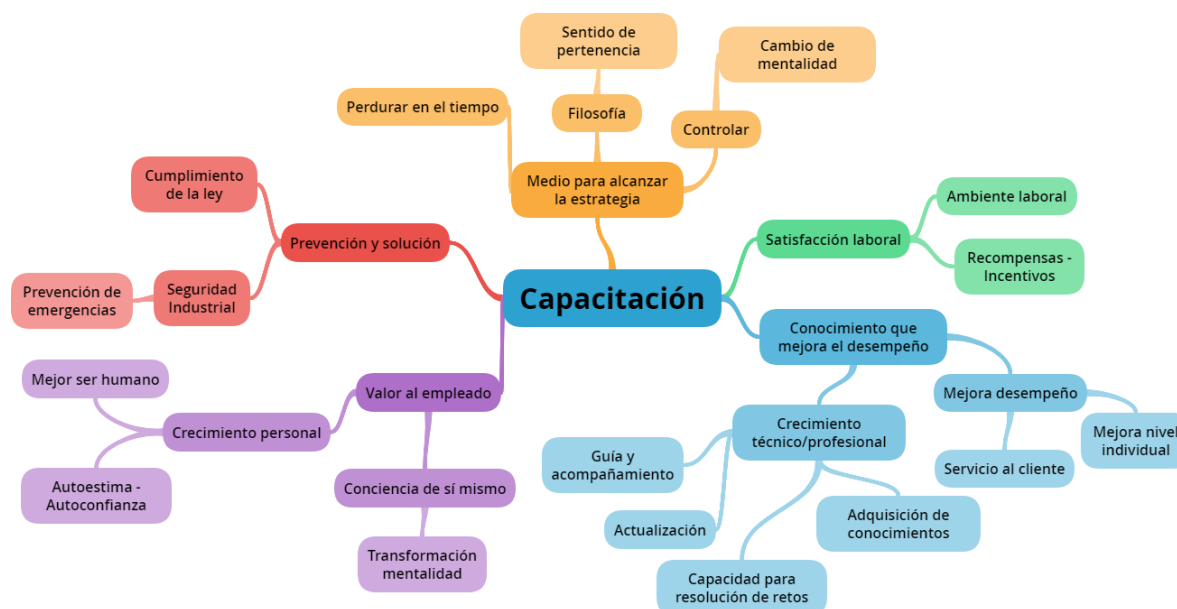 Sentido de
pertenencia
Cambio de
mentalidad
Perdurar en el tiempo
Filosofía
Controlar
Medio para alcanzar
la estrategia
Cumplimiento
de la ley
Prevención y solución
Seguridad
Industrial
Prevención de
emergencias
Capacitación
Satisfacción laboral
Ambiente laboral
Recompensas -
Incentivos
Conocimiento que
mejora el desempeño
Mejora desempeño
Mejora nivel
individual
Servicio al cliente
Crecimiento
técnico/profesional
Guía y
acompañamiento
Actualización
Capacidad para
resolución de retos
Adquisición de
conocimientos
Valor al empleado
Crecimiento personal
Mejor ser humano
Autoestima -
Autoconfianza
Conciencia de sí mismo
Transformación
mentalidad